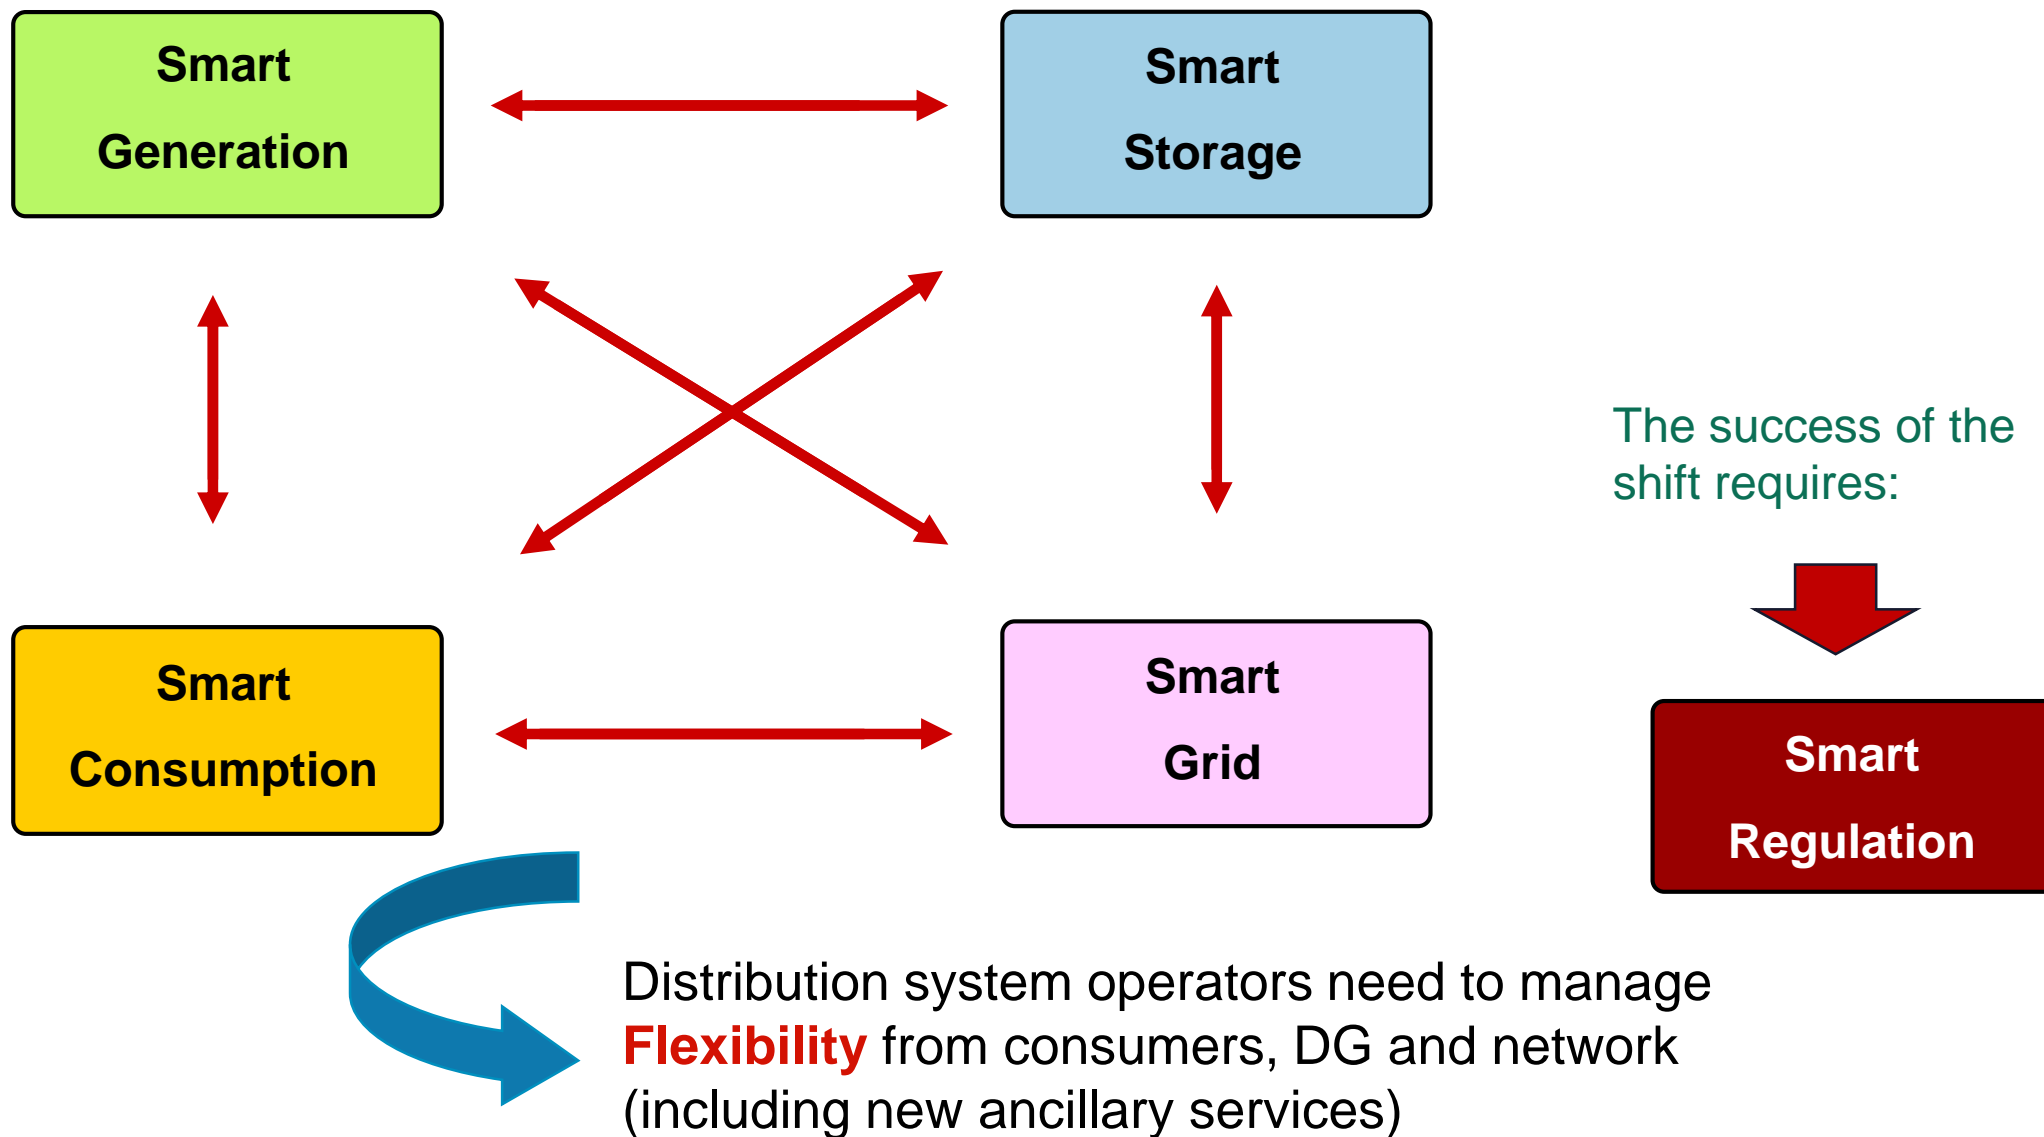 Smart
Generation
Smart
Storage
The success of the
shift requires:
Smart
Consumption
Smart
Grid
Smart
Regulation
Distribution system operators need to manage
Flexibility from consumers, DG and network
(including new ancillary services)